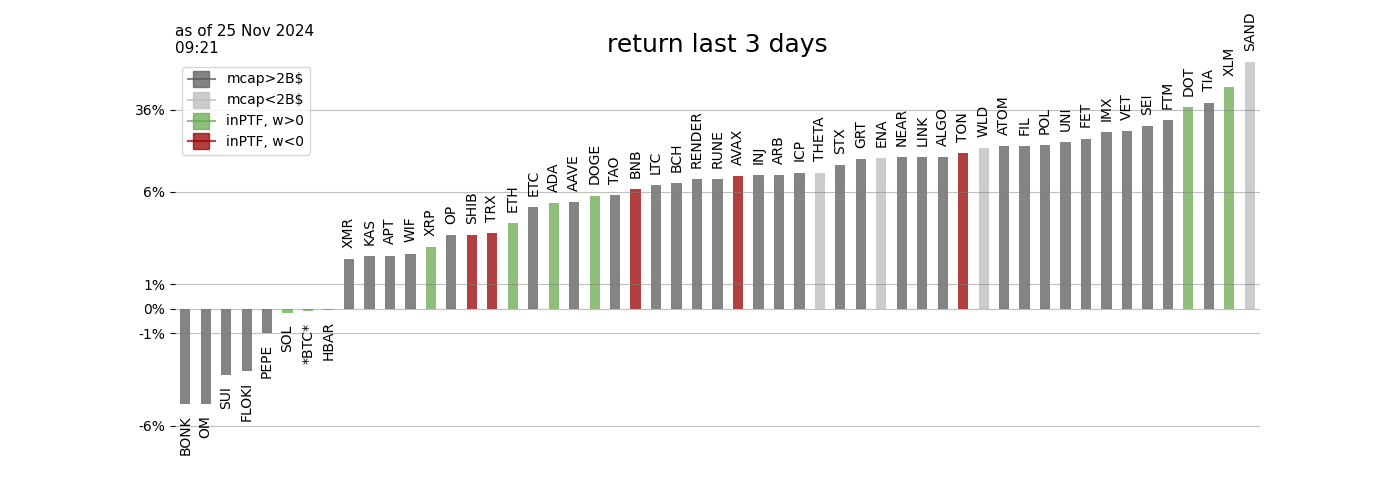 as of 25 Nov 2024
09:21
return last 3 days
mcap>2B$
mcap<2B$
inPTF, w>0
inPTF, w<0
36%
6%
1%
0%
-1%
-6%
BONK
OM
SUI
FLOKI
PEPE
SOL
*BTC*
HBAR
XMR
KAS
APT
WIF
XRP
OP
SHIB
TRX
ETH
ETC
ADA
AAVE
DOGE
TAO
BNB
LTC
BCH
RENDER
RUNE
AVAX
INJ
ARB
ICP
THETA
STX
GRT
ENA
NEAR
LINK
ALGO
TON
WLD
ATOM
FIL
POL
UNI
FET
IMX
VET
SEI
FTM
DOT
TIA
XLM
SAND